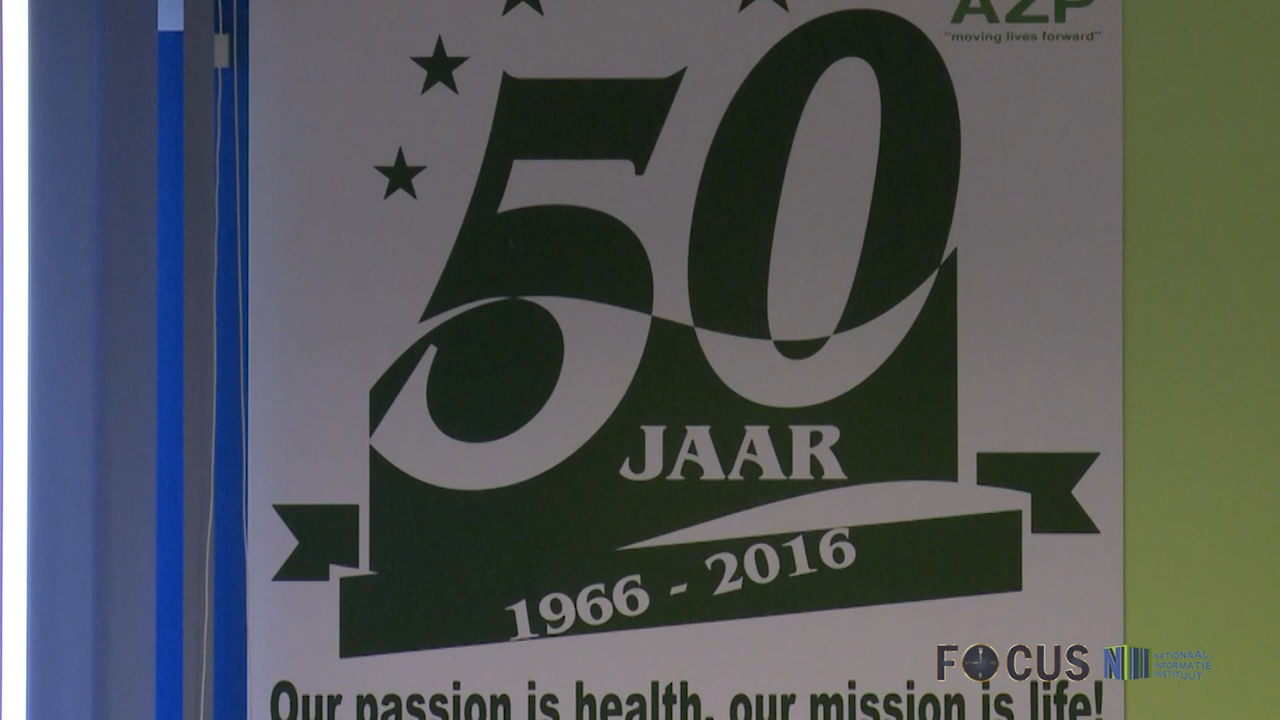 AZP
"moving lives forward"
50
JAAR
1966 - 2016
FOCUS NII NATIONAAL
INFORMATIE
INSTITUUT
Our passion is health, our mission is life!